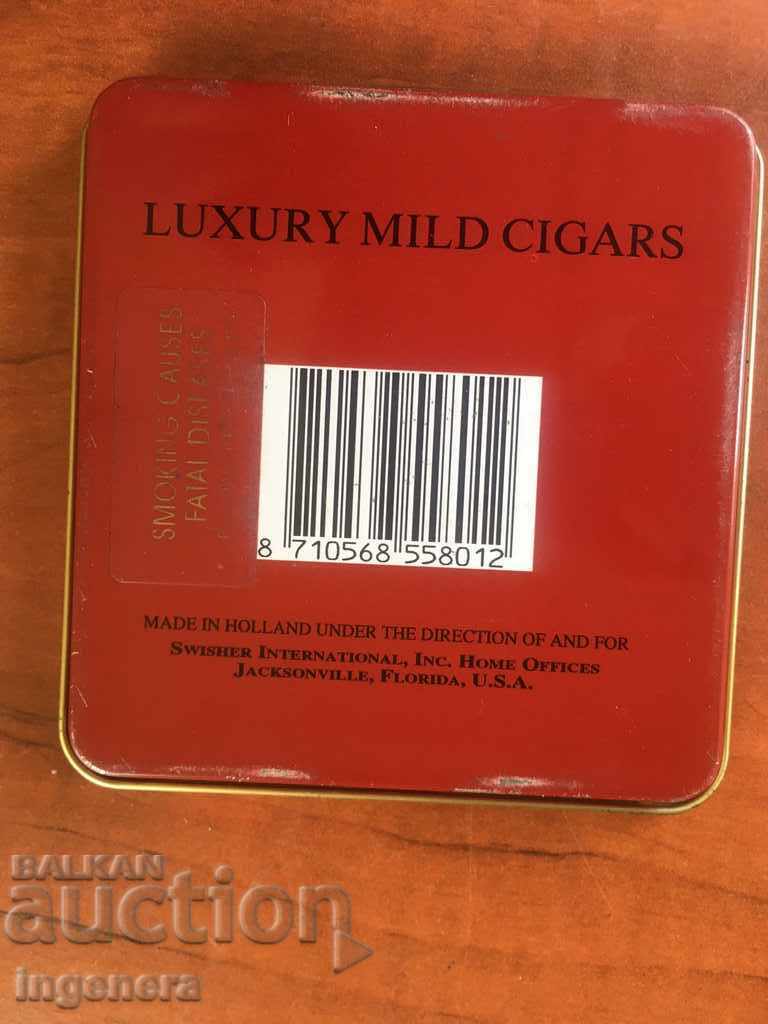 LUXURY MILD CIGARS
SMOKING CAUSES
FATAL DISEASES
8 710568 558012
MADE IN HOLLAND UNDER THE DIRECTION OF AND FOR
SWISHER INTERNATIONAL, INC. HOME OFFICES
JACKSONVILLE, FLORIDA, U.S.A.
BALKAN
auction
ingenera